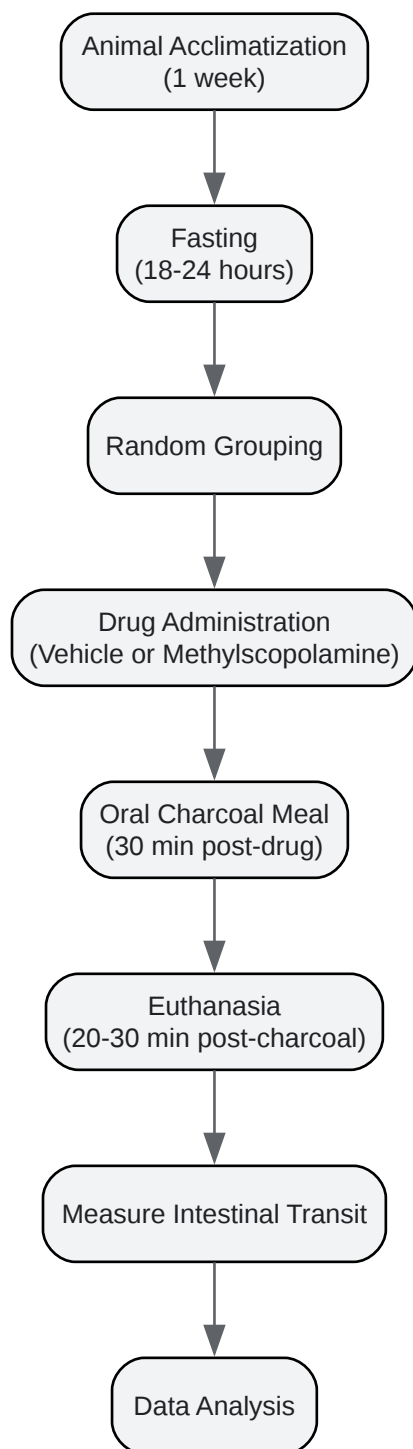 Animal Acclimatization
(1 week)
Fasting
(18-24 hours)
Random Grouping
Drug Administration
(Vehicle or Methylscopolamine)
Oral Charcoal Meal
(30 min post-drug)
Euthanasia
(20-30 min post-charcoal)
Measure Intestinal Transit
Data Analysis